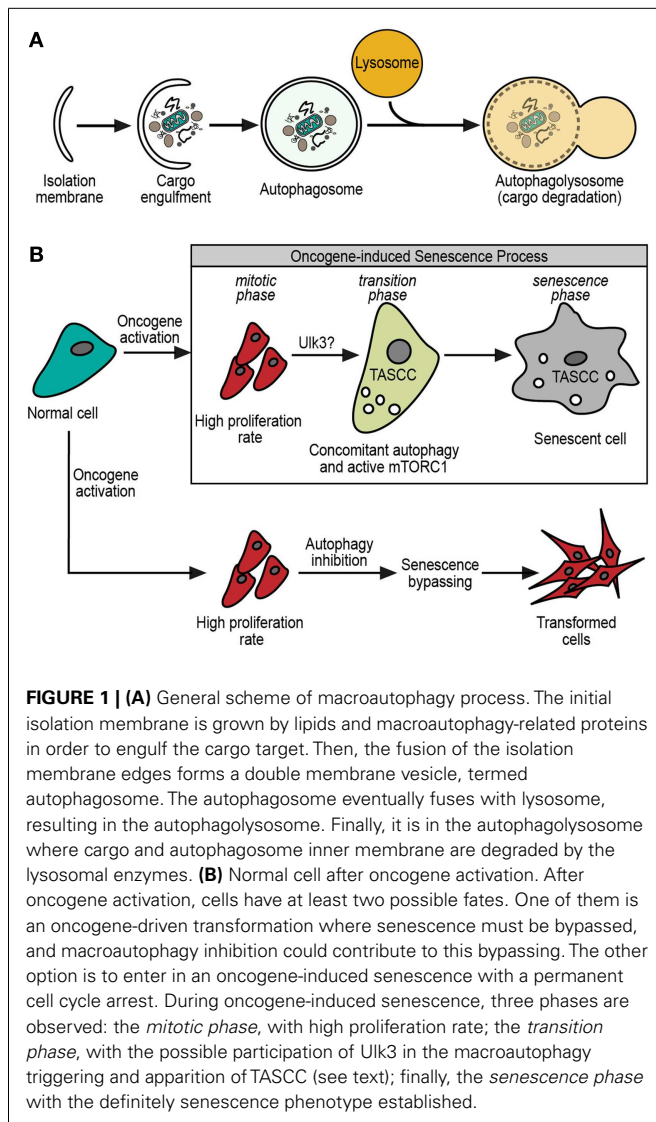 A
Lysosome
Isolation
membrane
Cargo
engulfment
Autophagosome
Autophagolysosome
(cargo degradation)
B
Oncogene-induced Senescence Process
mitotic
phase
transition
phase
senescence
phase
Oncogene
activation
Ulk3?
TASCC
TASCC
Normal cell
High proliferation
rate
Concomitant autophagy
and active mTORC1
Senescent cell
Oncogene
activation
Autophagy
inhibition
Senescence
bypassing
High proliferation
rate
Transformed
cells
FIGURE 1 | (A) General scheme of macroautophagy process. The initial
isolation membrane is grown by lipids and macroautophagy-related proteins
in order to engulf the cargo target. Then, the fusion of the isolation
membrane edges forms a double membrane vesicle, termed
autophagosome. The autophagosome eventually fuses with lysosome,
resulting in the autophagolysosome. Finally, it is in the autophagolysosome
where cargo and autophagosome inner membrane are degraded by the
lysosomal enzymes. (B) Normal cell after oncogene activation. After
oncogene activation, cells have at least two possible fates. One of them is
an oncogene-driven transformation where senescence must be bypassed,
and macroautophagy inhibition could contribute to this bypassing. The other
option is to enter in an oncogene-induced senescence with a permanent
cell cycle arrest. During oncogene-induced senescence, three phases are
observed: the mitotic phase, with high proliferation rate; the transition
phase, with the possible participation of Ulk3 in the macroautophagy
triggering and apparition of TASCC (see text); finally, the senescence phase
with the definitely senescence phenotype established.